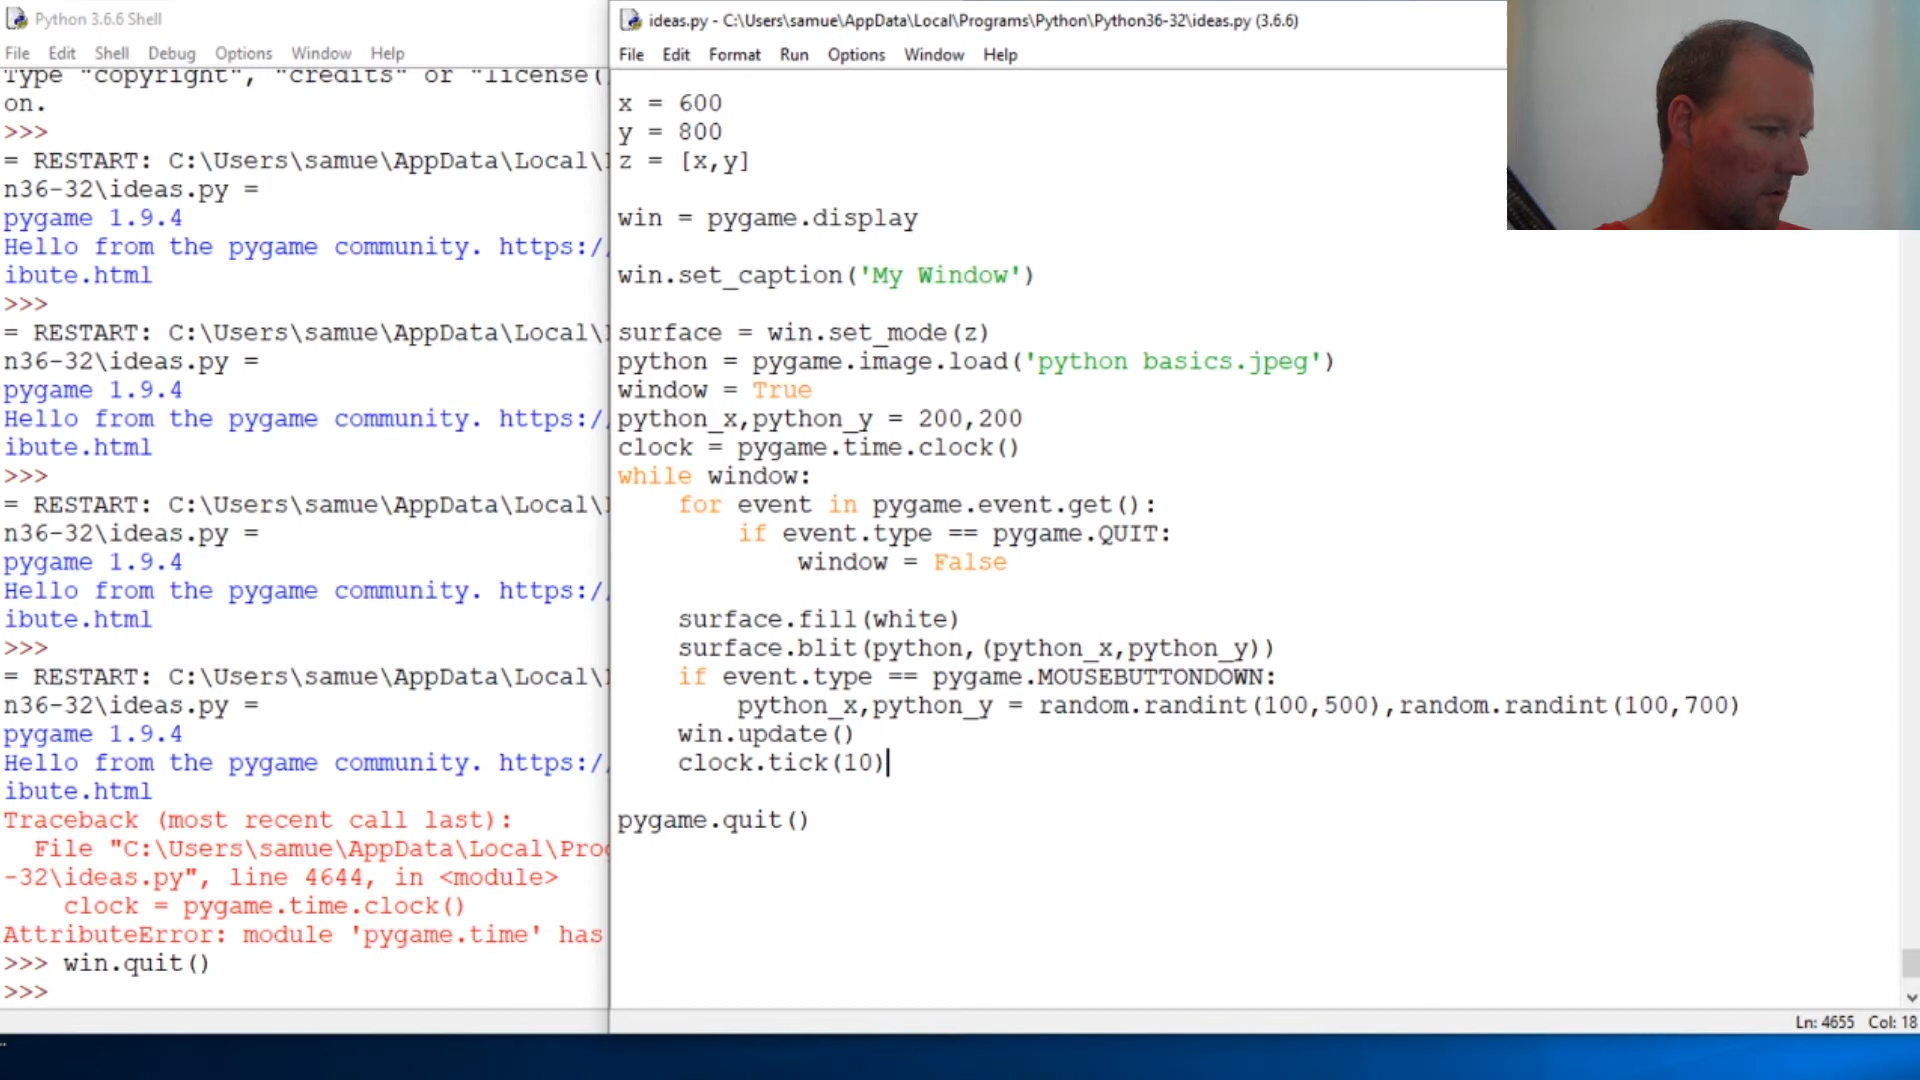 Python 3.6.6 Shell
File Edit Shell Debug Options Window Help
Type "copyright", "credits" or "license(
on.
>>>
= RESTART: C:\Users\samue\AppData\Local\
n36-32\ideas.py =
pygame 1.9.4
Hello from the pygame community. https:/
ibute.html
>>>
= RESTART: C:\Users\samue\AppData\Local\
n36-32\ideas.py =
pygame 1.9.4
Hello from the pygame community. https:/
ibute.html
>>>
= RESTART: C:\Users\samue\AppData\Local\
n36-32\ideas.py =
pygame 1.9.4
Hello from the pygame community. https:/
ibute.html
>>>
= RESTART: C:\Users\samue\AppData\Local\
n36-32\ideas.py =
pygame 1.9.4
Hello from the pygame community. https:/
ibute.html
Traceback (most recent call last):
  File "C:\Users\samue\AppData\Local\Pro
-32\ideas.py", line 4644, in <module>
    clock = pygame.time.clock()
AttributeError: module 'pygame.time' has
>>> win.quit()
>>>
ideas.py - C:\Users\samue\AppData\Local\Programs\Python\Python36-32\ideas.py (3.6.6)
File Edit Format Run Options Window Help
x = 600
y = 800
z = [x,y]
win = pygame.display
win.set_caption('My Window')
surface = win.set_mode(z)
python = pygame.image.load('python basics.jpeg')
window = True
python_x,python_y = 200,200
clock = pygame.time.clock()
while window:
    for event in pygame.event.get():
        if event.type == pygame.QUIT:
            window = False
    surface.fill(white)
    surface.blit(python,(python_x,python_y))
    if event.type == pygame.MOUSEBUTTONDOWN:
        python_x,python_y = random.randint(100,500),random.randint(100,700)
    win.update()
    clock.tick(10)
pygame.quit()
Ln: 4655 Col: 18